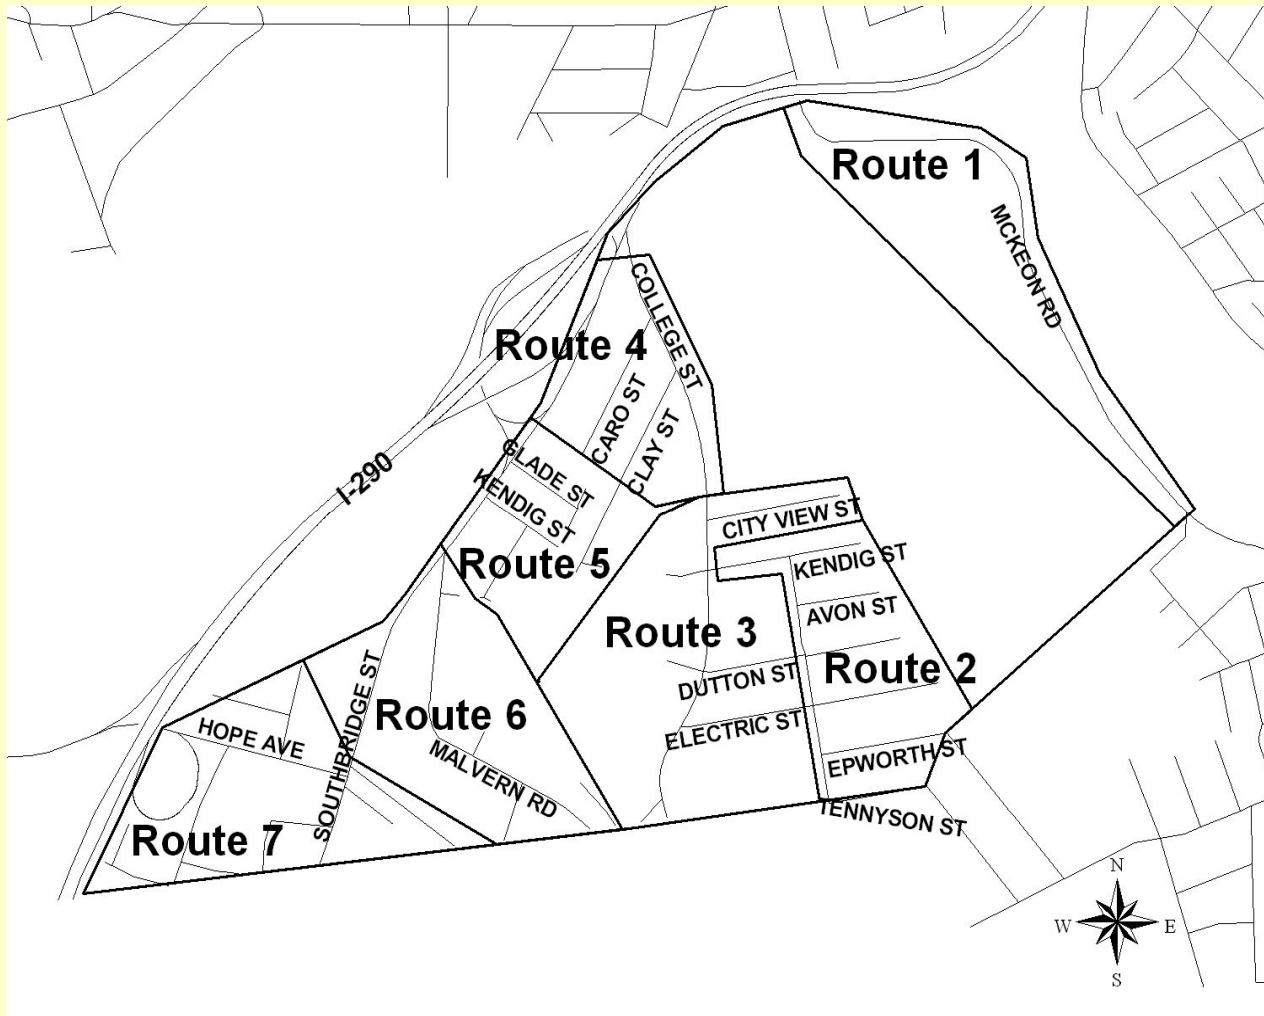 Route 1
MCKEON RD
COLLEGE ST
Route 4
CARO ST
CLAY ST
GLADE ST
I-290
KENDIG ST
CITY VIEW ST
Route 5
KENDIG ST
AVON ST
Route 3
Route 2
DUTTON ST
SOUTHBRIDGE ST
Route 6
HOPE AVE
ELECTRIC ST
MALVERN RD
EPWORTH ST
TENNYSON ST
Route 7
N
W E
S